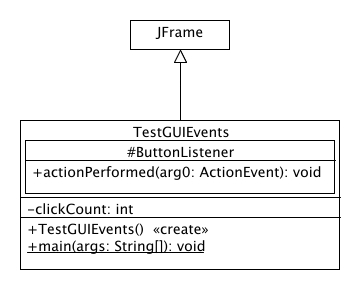 JFrame
TestGUIEvents
#ButtonListener
+actionPerformed(arg0: ActionEvent): void
-clickCount: int
+TestGUIEvents() «create»
+main(args: String[]): void